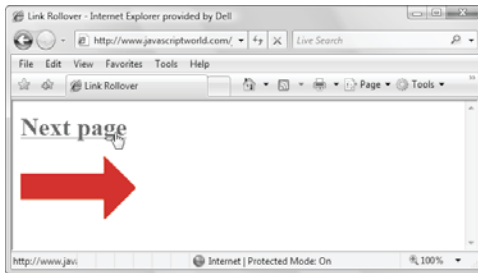 Link Rollover - Internet Explorer provided by Dell
http://www.javascriptworld.com/
Live Search
File Edit View Favorites Tools Help
Link Rollover
Page
Tools
Next page
http://www.java
Internet | Protected Mode: On
100%